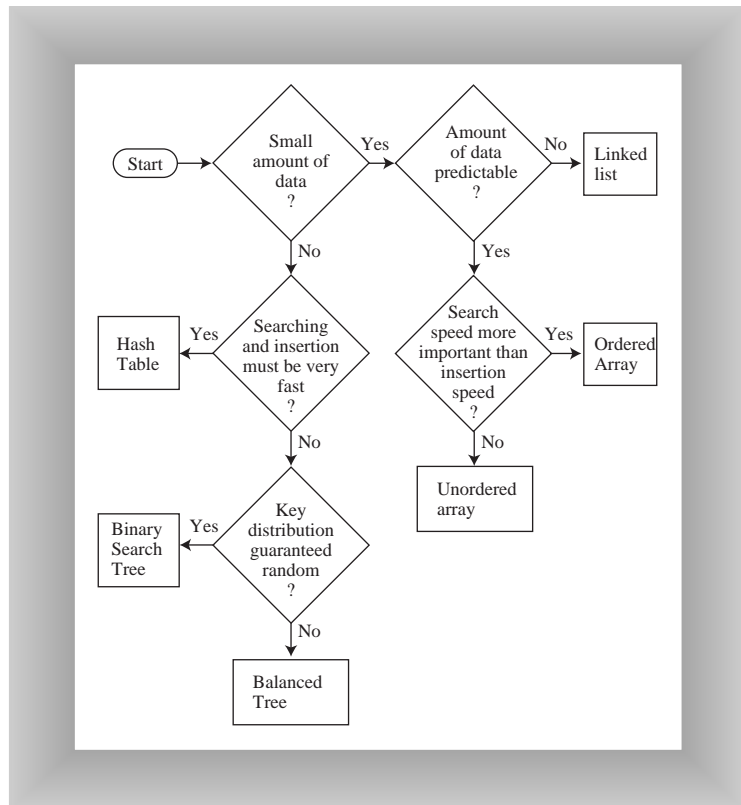 Start
Small
amount of
data
?
Yes
Amount
of data
predictable
?
No
Linked
list
No
Yes
Hash
Table
Yes
Searching
and insertion
must be very
fast
?
Search
speed more
important than
insertion
speed
?
Yes
Ordered
Array
No
No
Unordered
array
Binary
Search
Tree
Yes
Key
distribution
guaranteed
random
?
No
Balanced
Tree